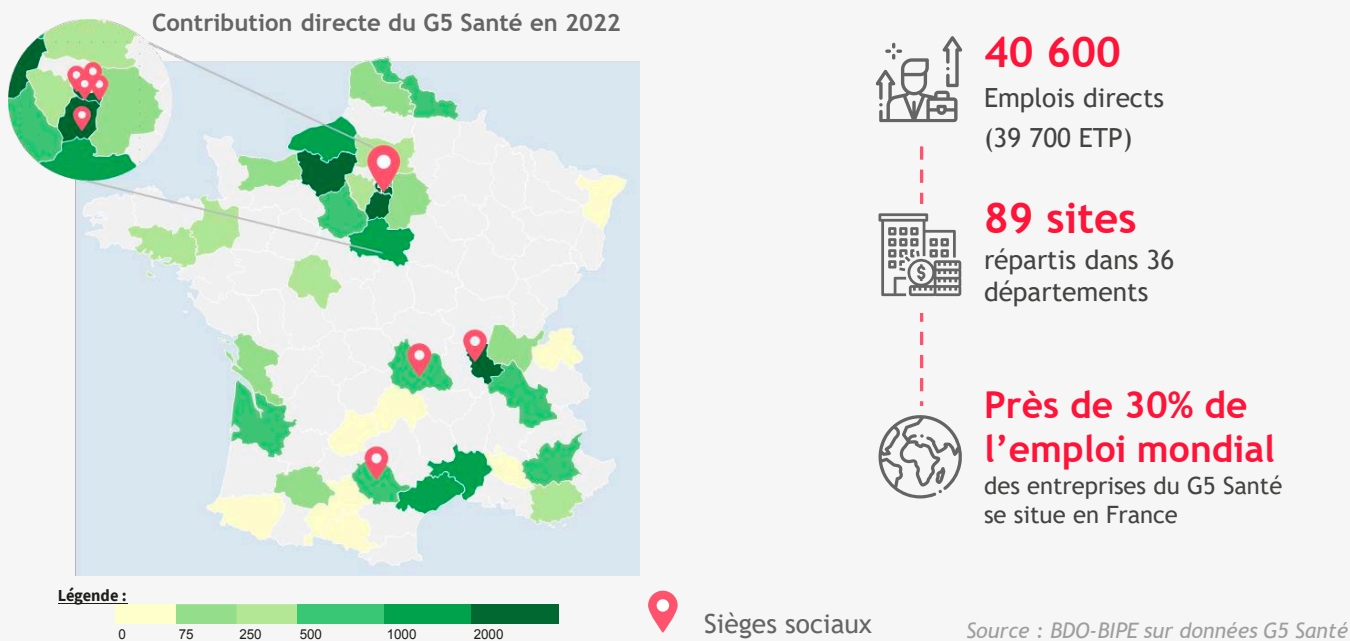 Contribution directe du G5 Santé en 2022
40 600
Emplois directs
(39 700 ETP)
89 sites
répartis dans 36
départements
$
Près de 30% de
l’emploi mondial
des entreprises du G5 Santé
se situe en France
Légende :
0 75 250 500 1000 2000
Sièges sociaux
Source : BDO-BIPE sur données G5 Santé